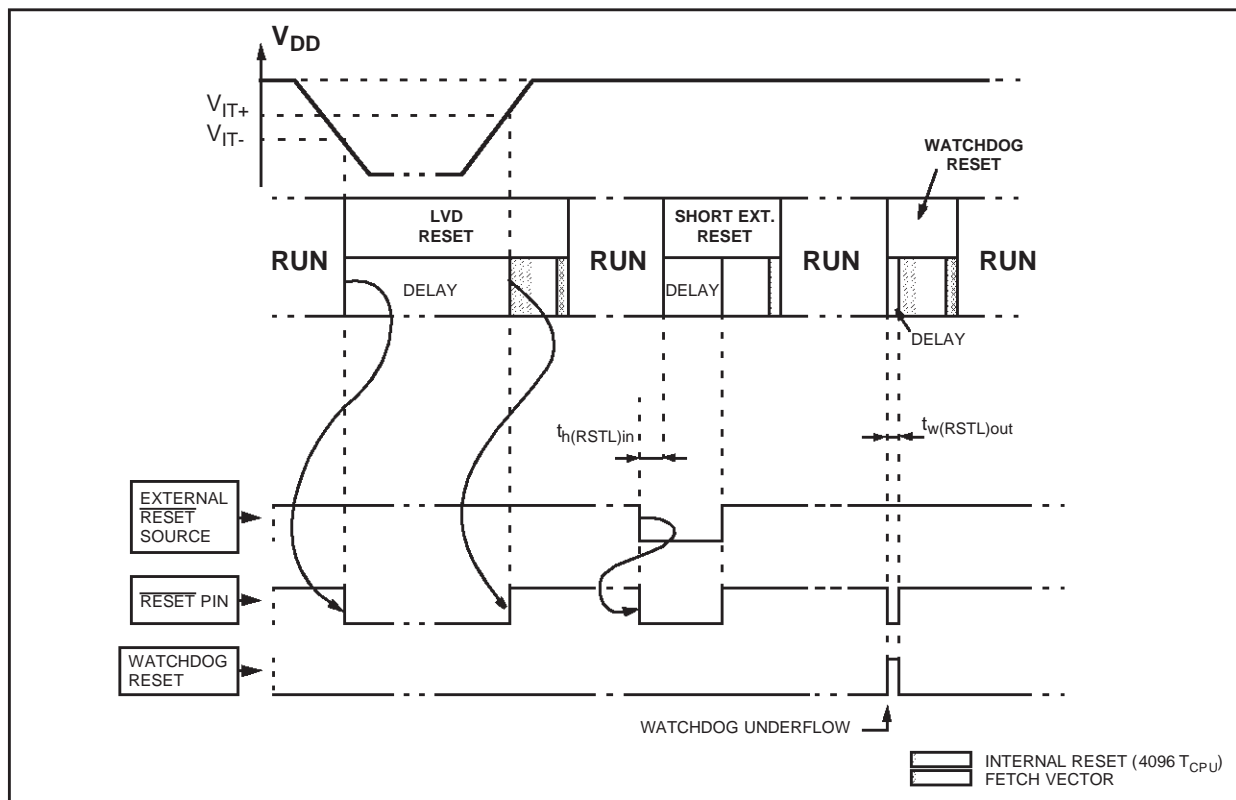 VDD
VIT+
VIT-
WATCHDOG
RESET
LVD
RESET
SHORT EXT.
RESET
RUN
RUN
RUN
RUN
DELAY
DELAY
DELAY
th(RSTL)in
tw(RSTL)out
EXTERNAL
RESET
SOURCE
RESET PIN
WATCHDOG
RESET
WATCHDOG UNDERFLOW
INTERNAL RESET (4096 TCPU)
FETCH VECTOR